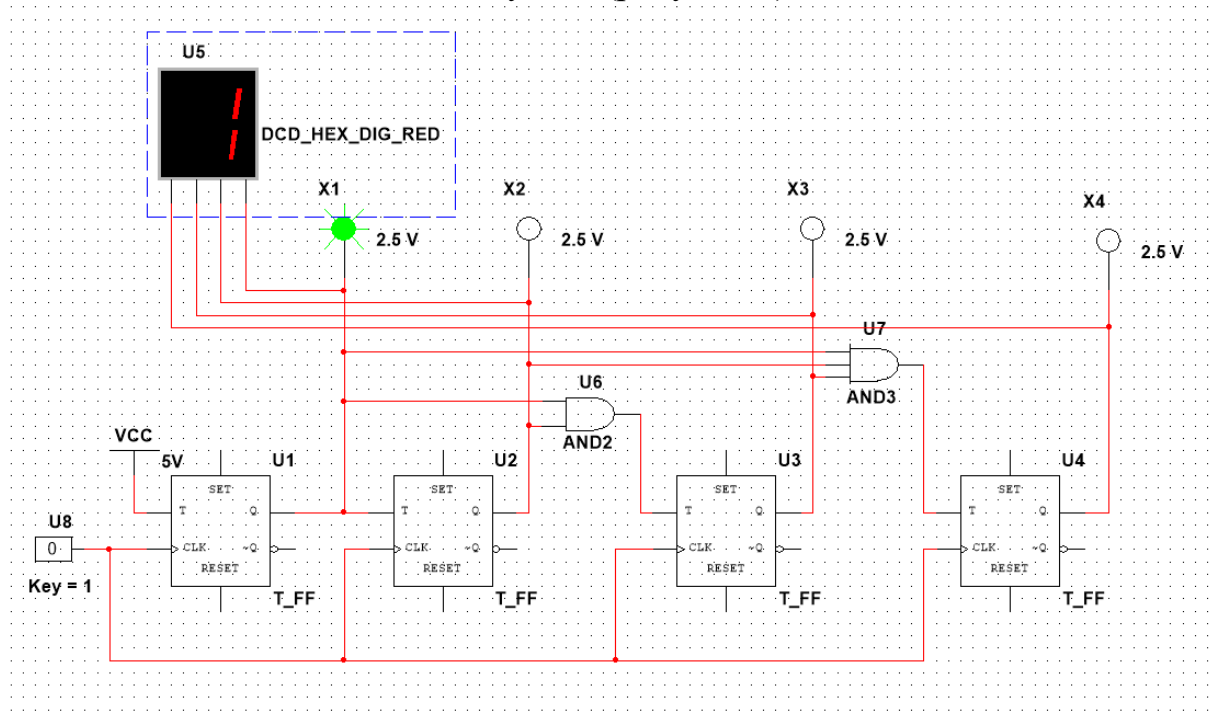 U5
1
DCD_HEX_DIG_RED
X1
X2
X3
X4
2.5 V
2.5 V
2.5 V
2.5 V
U7
AND3
U6
AND2
VCC
5V
U1
U2
U3
U4
SET
T
Q
CLK
~Q
RESET
T_FF
SET
T
Q
CLK
~Q
RESET
T_FF
SET
T
Q
CLK
~Q
RESET
T_FF
SET
T
Q
CLK
~Q
RESET
T_FF
U8
0
Key = 1